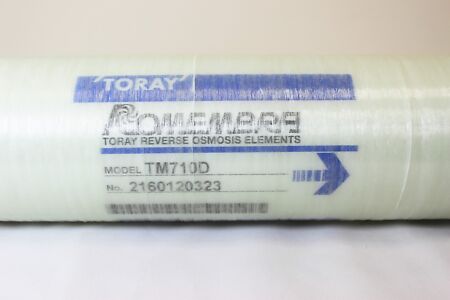 'TORAY'
Romembra
TORAY REVERSE OSMOSIS ELEMENTS
MODEL TM710D
No. 2160120323